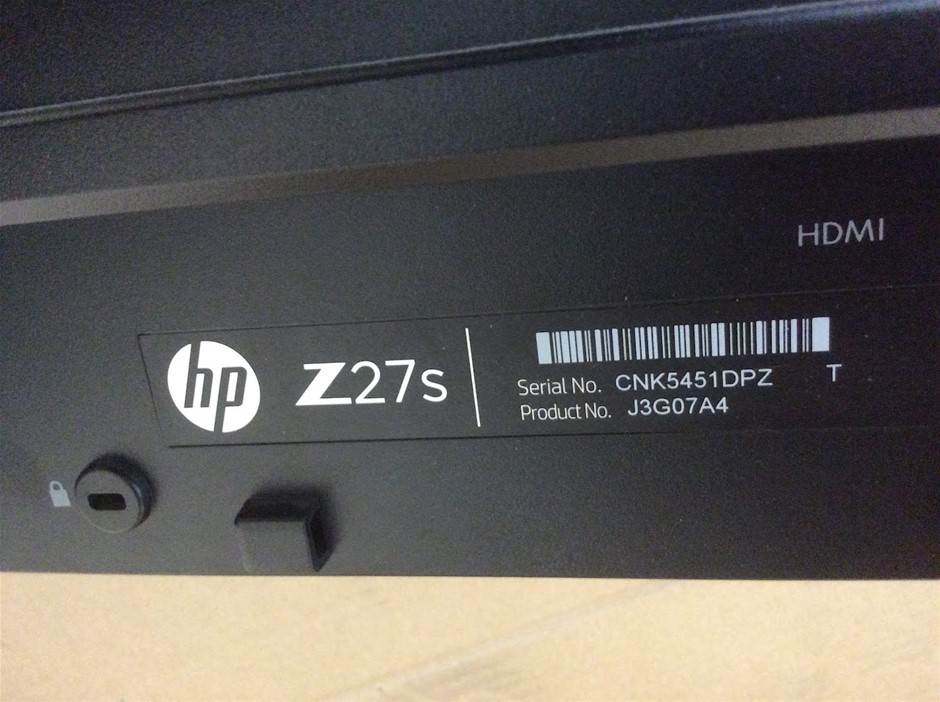 HDMI
hp Z27s
Serial No. CNK5451DPZ T
Product No. J3G07A4